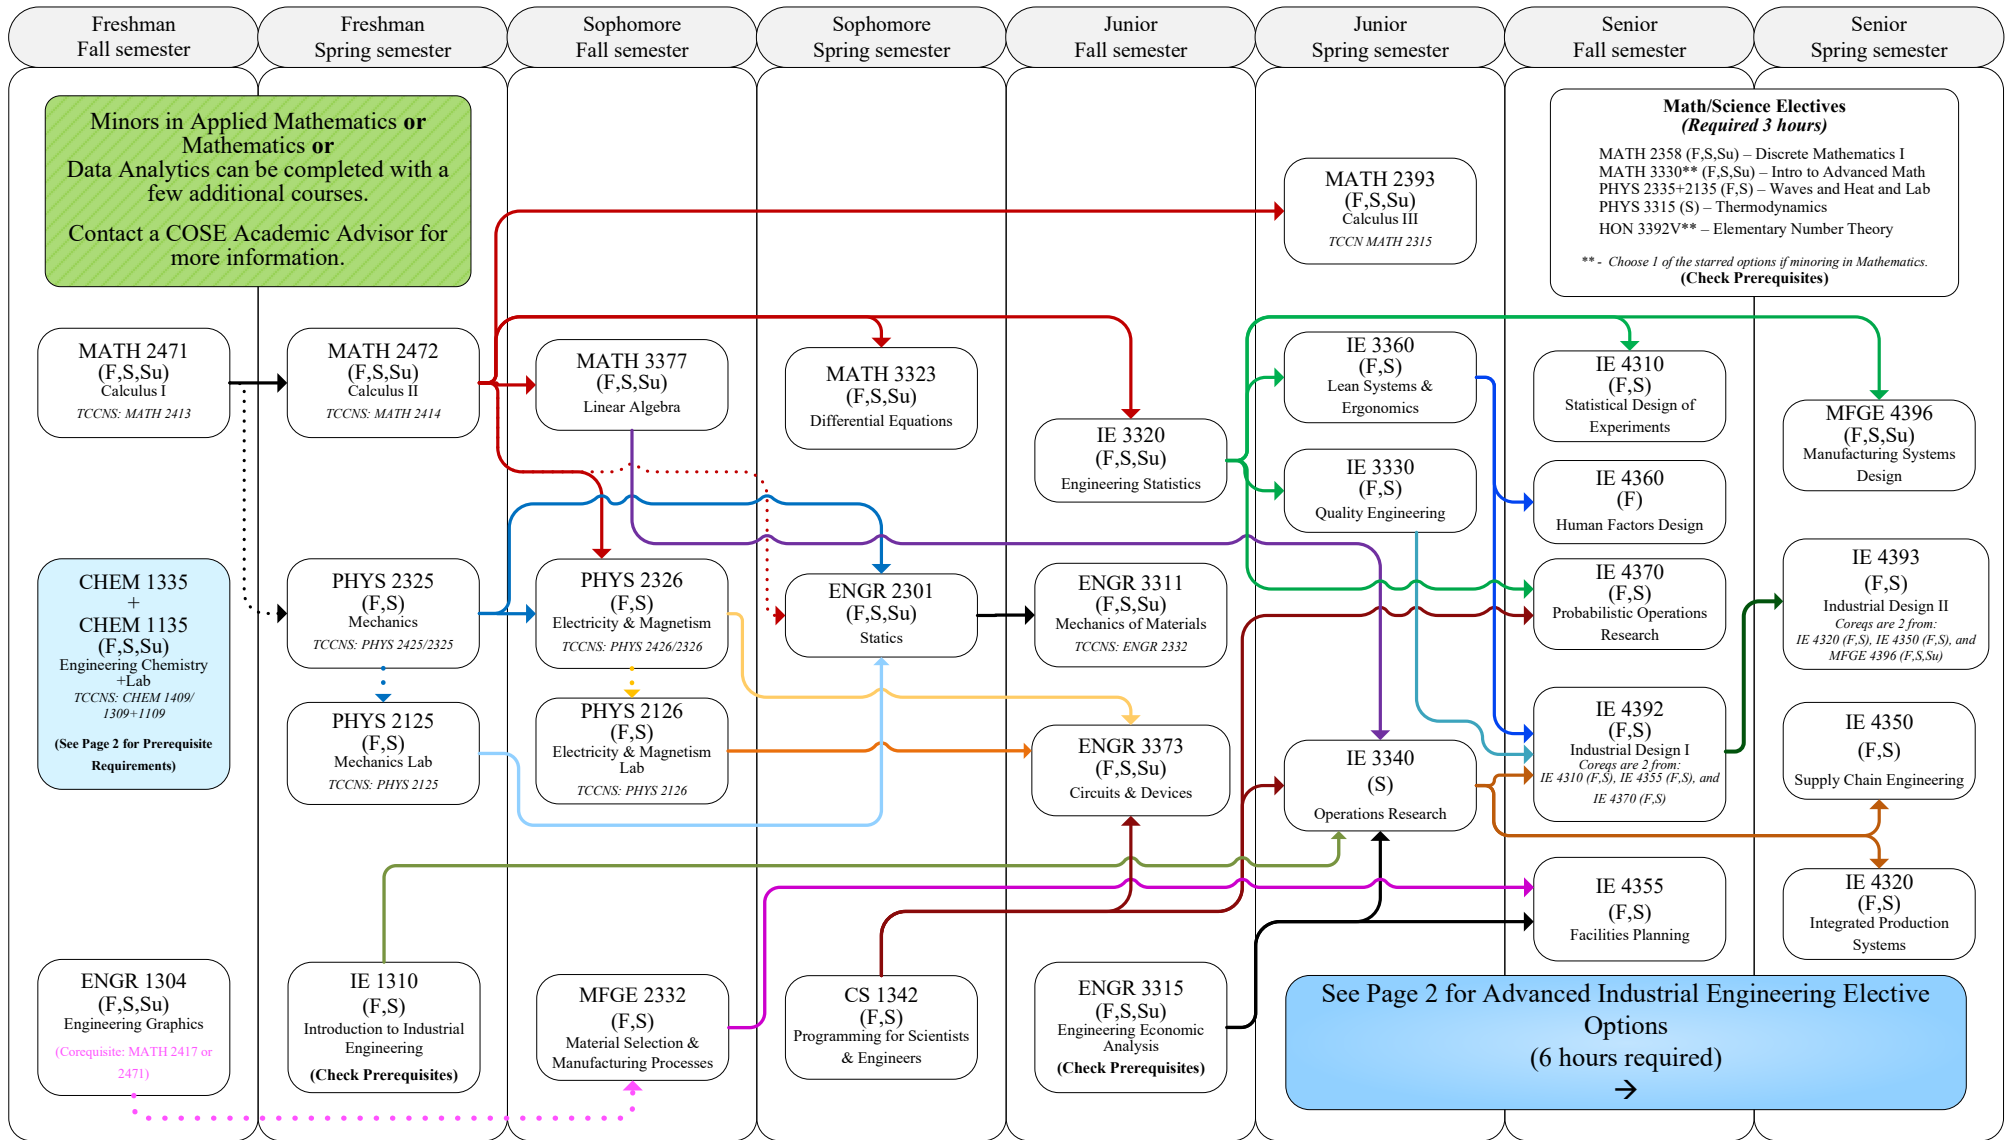 Freshman
Fall semester
Freshman
Spring semester
Sophomore
Fall semester
Sophomore
Spring semester
Junior
Fall semester
Junior
Spring semester
Senior
Fall semester
Senior
Spring semester
Minors in Applied Mathematics or
Mathematics or
Data Analytics can be completed with a
few additional courses.
Contact a COSE Academic Advisor for
more information.
MATH 2471
(F,S,Su)
Calculus I
TCCNS: MATH 2413
CHEM 1335
+
CHEM 1135
(F,S,Su)
Engineering Chemistry
+Lab
TCCNS: CHEM 1409/
1309+1109
(See Page 2 for Prerequisite
Requirements)
ENGR 1304
(F,S,Su)
Engineering Graphics
(Corequisite: MATH 2417 or
2471)
MATH 2472
(F,S,Su)
Calculus II
TCCNS: MATH 2414
PHYS 2325
(F,S)
Mechanics
TCCNS: PHYS 2425/2325
PHYS 2125
(F,S)
Mechanics Lab
TCCNS: PHYS 2125
IE 1310
(F,S)
Introduction to Industrial
Engineering
(Check Prerequisites)
MATH 3377
(F,S,Su)
Linear Algebra
PHYS 2326
(F,S)
Electricity & Magnetism
TCCNS: PHYS 2426/2326
PHYS 2126
(F,S)
Electricity & Magnetism
Lab
TCCNS: PHYS 2126
MFGE 2332
(F,S)
Material Selection &
Manufacturing Processes
MATH 3323
(F,S,Su)
Differential Equations
ENGR 2301
(F,S,Su)
Statics
CS 1342
(F,S)
Programming for Scientists
& Engineers
IE 3320
(F,S,Su)
Engineering Statistics
ENGR 3311
(F,S,Su)
Mechanics of Materials
TCCNS: ENGR 2332
ENGR 3373
(F,S,Su)
Circuits & Devices
ENGR 3315
(F,S,Su)
Engineering Economic
Analysis
(Check Prerequisites)
MATH 2393
(F,S,Su)
Calculus III
TCCN MATH 2315
IE 3360
(F,S)
Lean Systems &
Ergonomics
IE 3330
(F,S)
Quality Engineering
IE 3340
(S)
Operations Research
Math/Science Electives
(Required 3 hours)
MATH 2358 (F,S,Su) – Discrete Mathematics I
MATH 3330** (F,S,Su) – Intro to Advanced Math
PHYS 2335+2135 (F,S) – Waves and Heat and Lab
PHYS 3315 (S) – Thermodynamics
HON 3392V** – Elementary Number Theory
** - Choose 1 of the starred options if minoring in Mathematics.
(Check Prerequisites)
IE 4310
(F,S)
Statistical Design of
Experiments
IE 4360
(F)
Human Factors Design
IE 4370
(F,S)
Probabilistic Operations
Research
IE 4392
(F,S)
Industrial Design I
Coreqs are 2 from:
IE 4310 (F,S), IE 4355 (F,S), and
IE 4370 (F,S)
IE 4355
(F,S)
Facilities Planning
MFGE 4396
(F,S,Su)
Manufacturing Systems
Design
IE 4393
(F,S)
Industrial Design II
Coreqs are 2 from:
IE 4320 (F,S), IE 4350 (F,S), and
MFGE 4396 (F,S,Su)
IE 4350
(F,S)
Supply Chain Engineering
IE 4320
(F,S)
Integrated Production
Systems
See Page 2 for Advanced Industrial Engineering Elective
Options
(6 hours required)
→